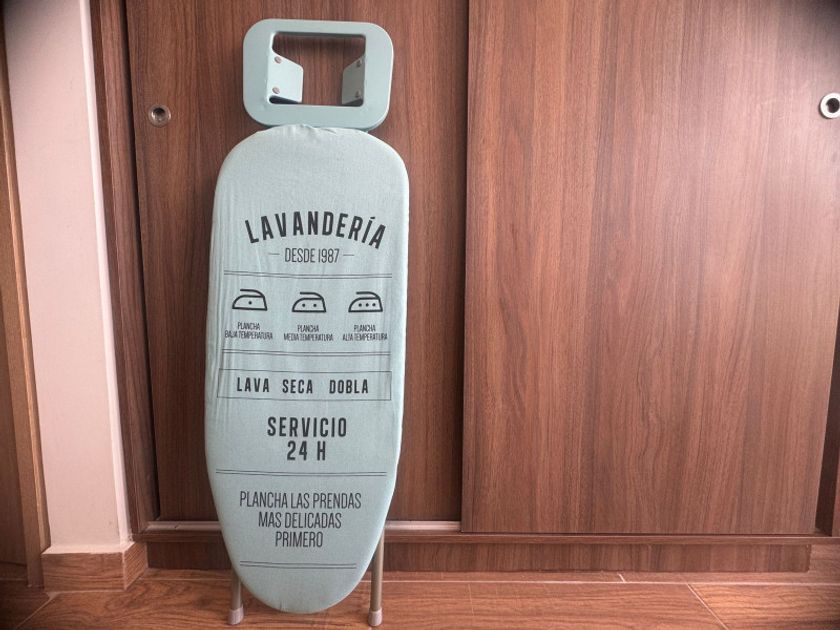 LAVANDERÍA
DESDE 1987
PLANCHA
BAJA TEMPERATURA
PLANCHA
MEDIA TEMPERATURA
PLANCHA
ALTA TEMPERATURA
LAVA SECA DOBLA
SERVICIO
24 H
PLANCHA LAS PRENDAS
MAS DELICADAS
PRIMERO